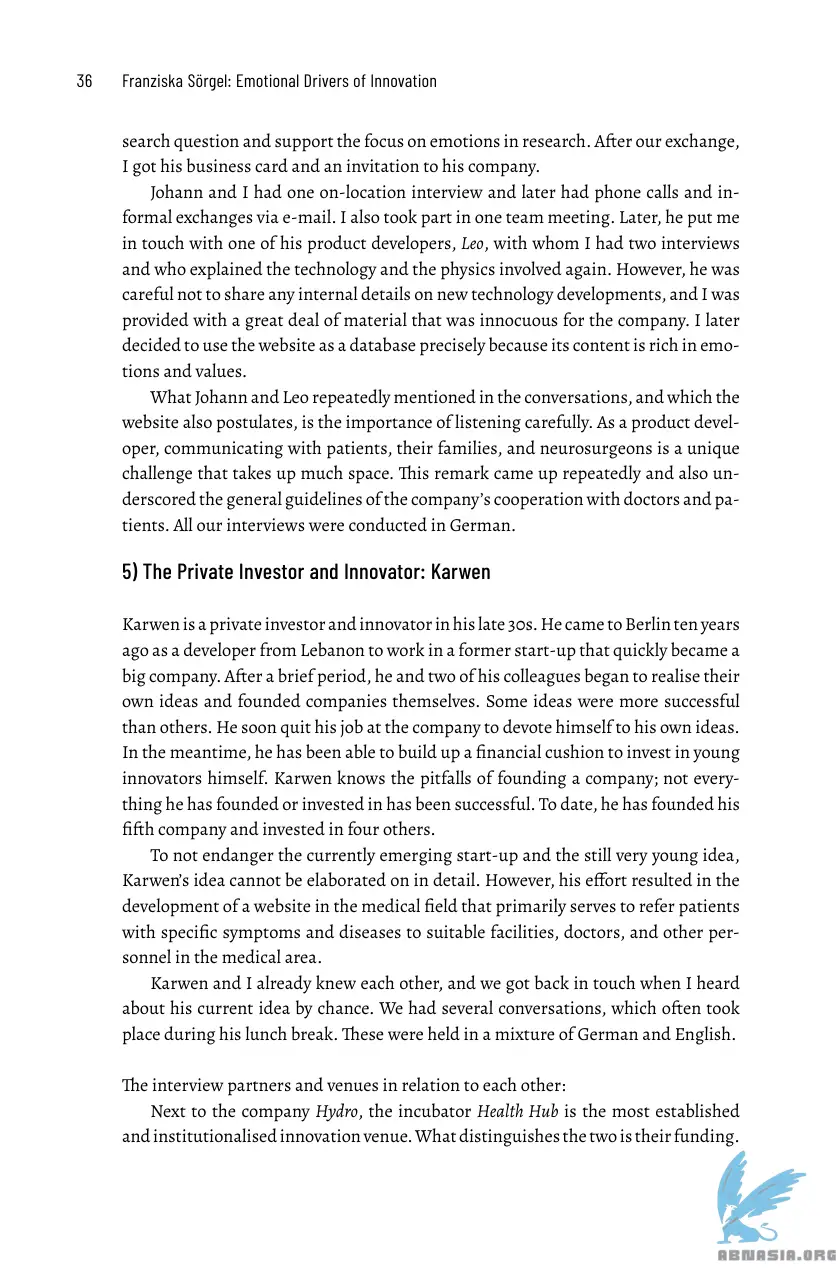 36 Franziska Sörgel: Emotional Drivers of Innovation
search question and support the focus on emotions in research. After our exchange,
I got his business card and an invitation to his company.
Johann and I had one on-location interview and later had phone calls and in-
formal exchanges via e-mail. I also took part in one team meeting. Later, he put me
in touch with one of his product developers, Leo, with whom I had two interviews
and who explained the technology and the physics involved again. However, he was
careful not to share any internal details on new technology developments, and I was
provided with a great deal of material that was innocuous for the company. I later
decided to use the website as a database precisely because its content is rich in emo-
tions and values.
What Johann and Leo repeatedly mentioned in the conversations, and which the
website also postulates, is the importance of listening carefully. As a product devel-
oper, communicating with patients, their families, and neurosurgeons is a unique
challenge that takes up much space. This remark came up repeatedly and also un-
derscored the general guidelines of the company's cooperation with doctors and pa-
tients. All our interviews were conducted in German.
5) The Private Investor and Innovator: Karwen
Karwen is a private investor and innovator in his late 30s. He came to Berlin ten years
ago as a developer from Lebanon to work in a former start-up that quickly became a
big company. After a brief period, he and two of his colleagues began to realise their
own ideas and founded companies themselves. Some ideas were more successful
than others. He soon quit his job at the company to devote himself to his own ideas.
In the meantime, he has been able to build up a financial cushion to invest in young
innovators himself. Karwen knows the pitfalls of founding a company; not every-
thing he has founded or invested in has been successful. To date, he has founded his
fifth company and invested in four others.
To not endanger the currently emerging start-up and the still very young idea,
Karwen's idea cannot be elaborated on in detail. However, his effort resulted in the
development of a website in the medical field that primarily serves to refer patients
with specific symptoms and diseases to suitable facilities, doctors, and other per-
sonnel in the medical area.
Karwen and I already knew each other, and we got back in touch when I heard
about his current idea by chance. We had several conversations, which often took
place during his lunch break. These were held in a mixture of German and English.
The interview partners and venues in relation to each other:
Next to the company Hydro, the incubator Health Hub is the most established
and institutionalised innovation venue. What distinguishes the two is their funding.
ABNASIA.ORG